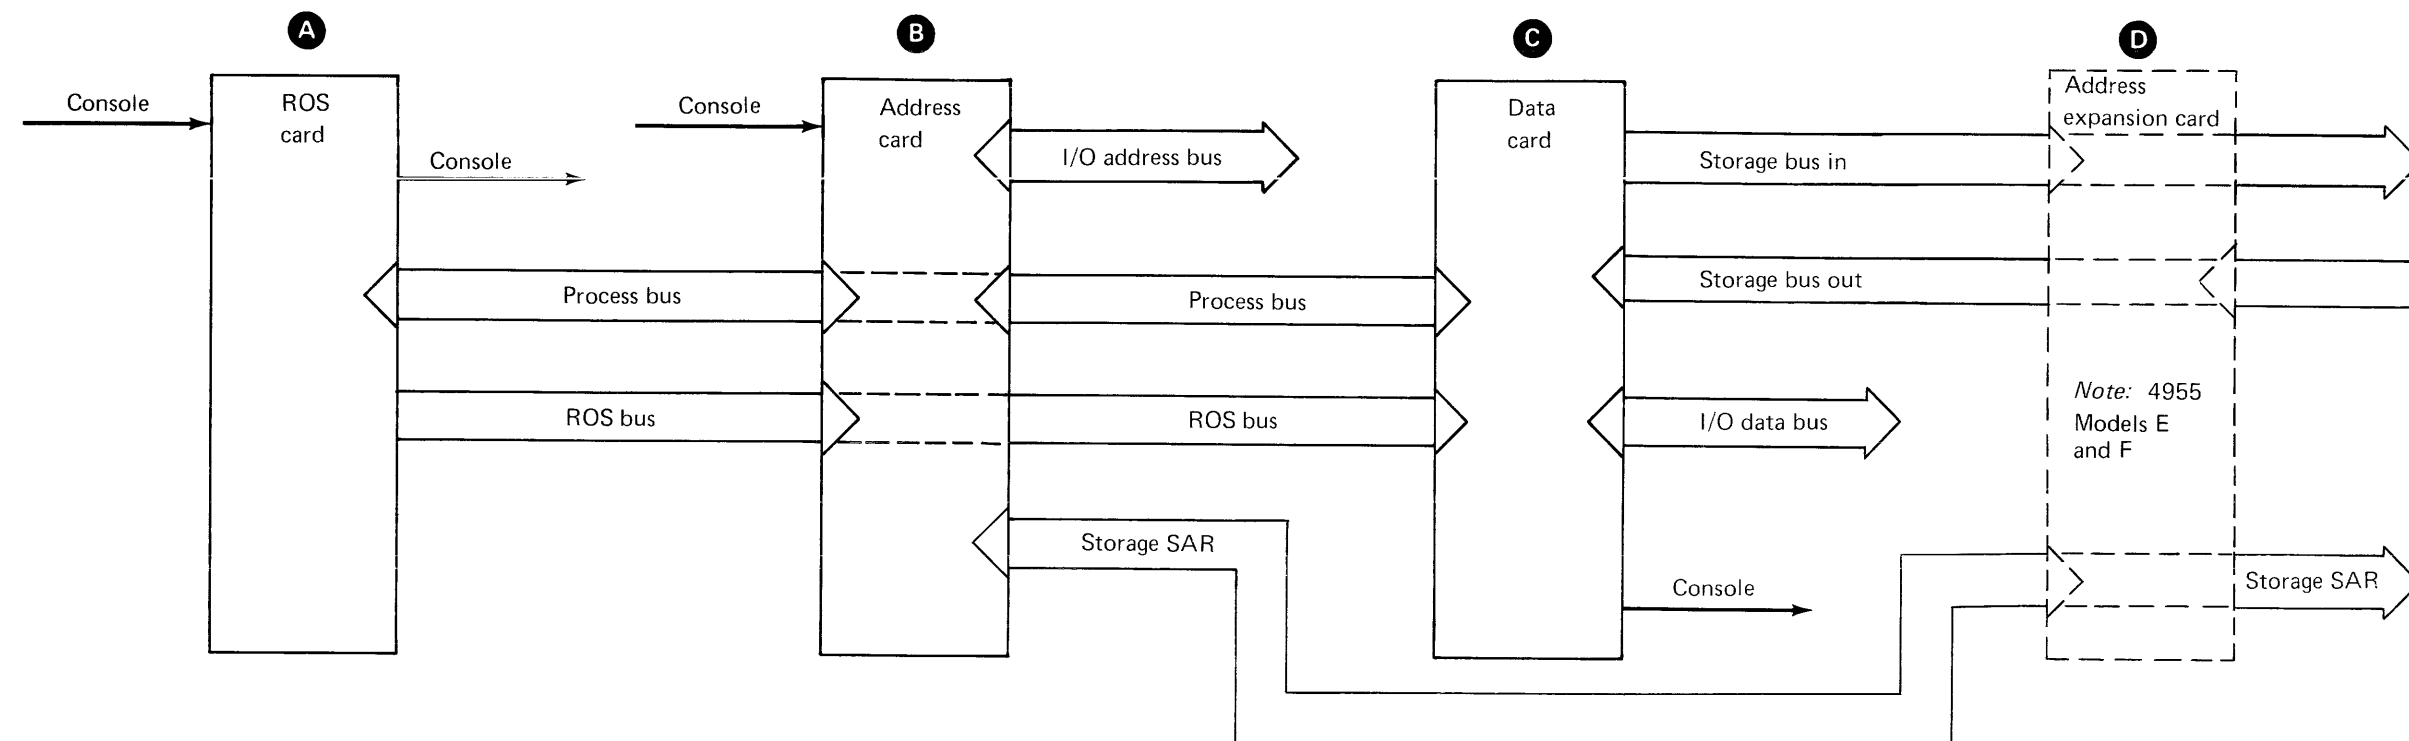 A
B
C
D
Console
ROS
card
Console
Console
Address
card
I/O address bus
Data
card
Address
expansion card
Storage bus in
Process bus
Process bus
Storage bus out
ROS bus
ROS bus
I/O data bus
Note: 4955
Models E
and F
Storage SAR
Console
Storage SAR